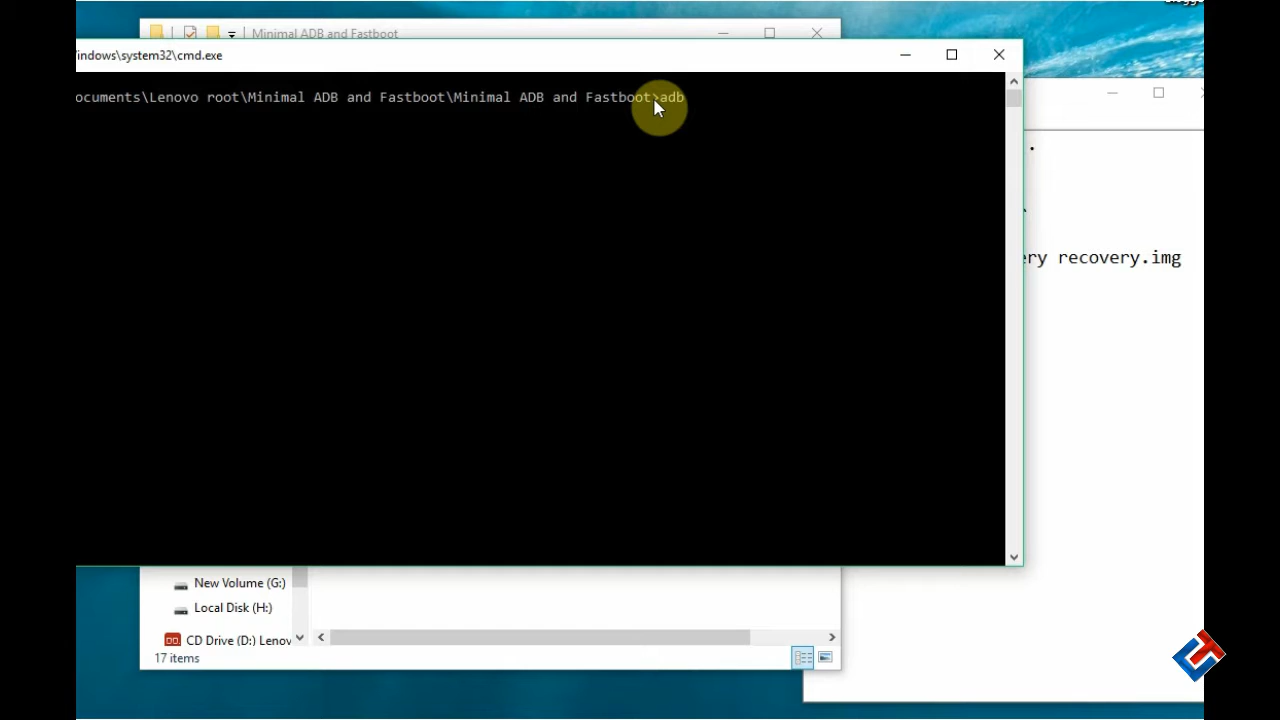 Minimal ADB and Fastboot
indows\system32\cmd.exe
ocuments\Lenovo root\Minimal ADB and Fastboot\Minimal ADB and Fastboot>adb
ery recovery.img
New Volume (G:)
Local Disk (H:)
CD Drive (D:) Lenov
17 items